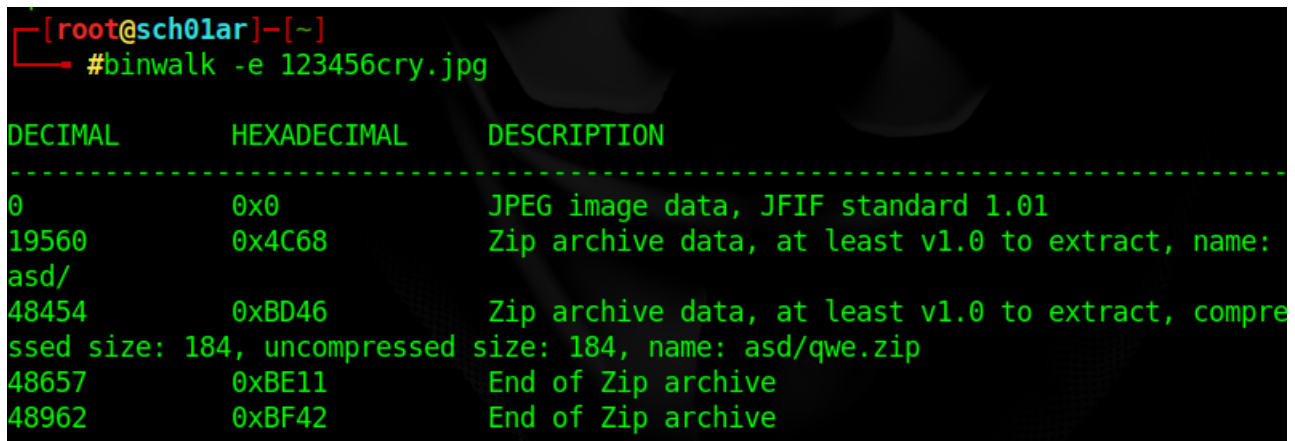 [root@sch01ar]-[~]
#binwalk -e 123456cry.jpg
DECIMAL HEXADECIMAL DESCRIPTION
--------------------------------------------------------------------------------
0 0x0 JPEG image data, JFIF standard 1.01
19560 0x4C68 Zip archive data, at least v1.0 to extract, name:
asd/
48454 0xBD46 Zip archive data, at least v1.0 to extract, compre
ssed size: 184, uncompressed size: 184, name: asd/qwe.zip
48657 0xBE11 End of Zip archive
48962 0xBF42 End of Zip archive